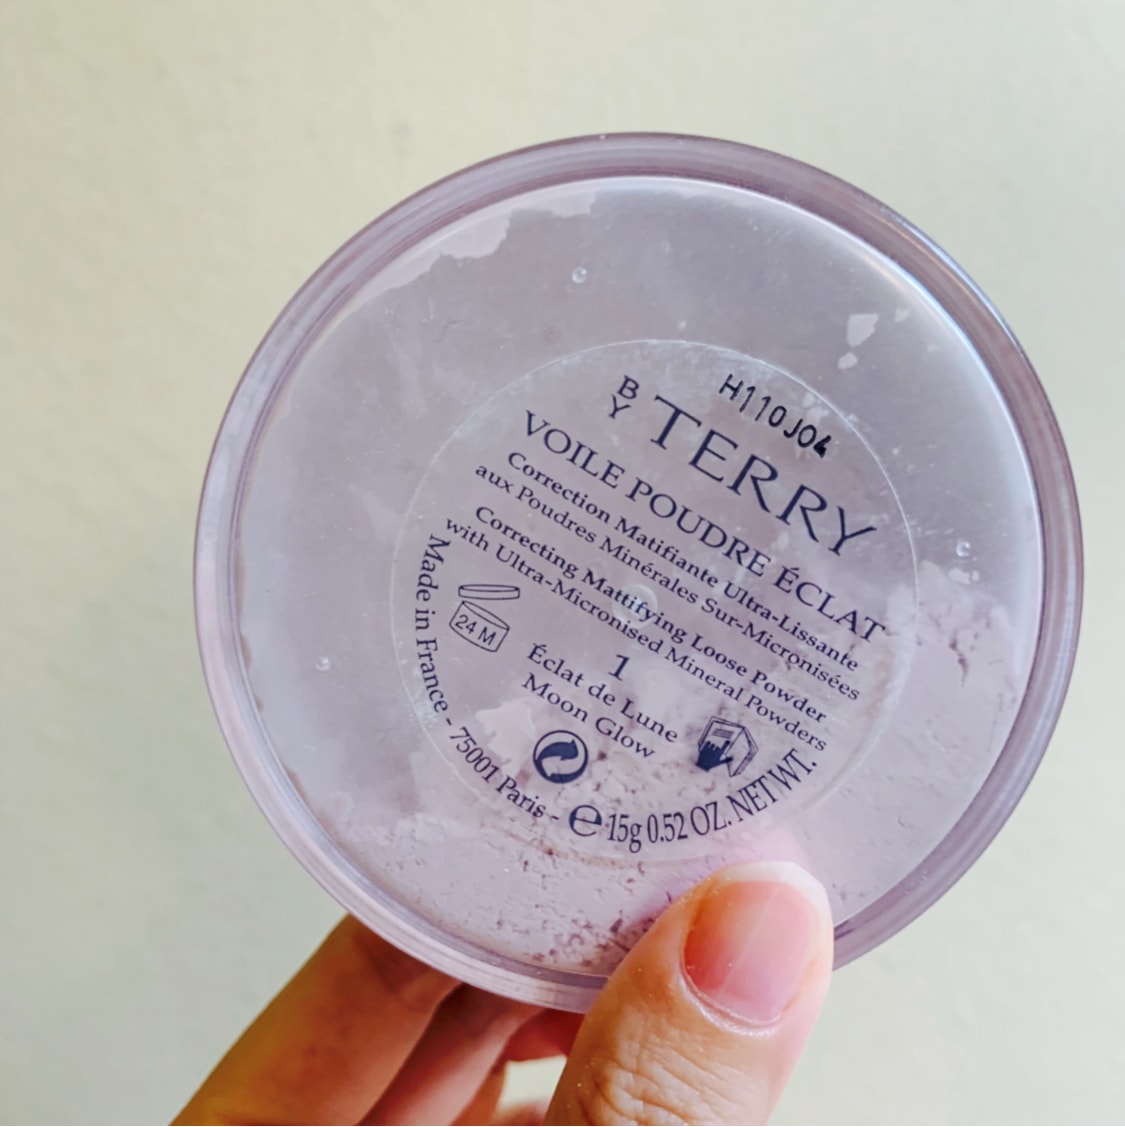 H110J04
BY TERRY
VOILE POUDRE ÉCLAT
Correction Matifiante Ultra-Lissante
aux Poudres Minérales Sur-Micronisées
Correcting Mattifying Loose Powder
with Ultra-Micronised Mineral Powders
24 M
1
Éclat de Lune
Moon Glow
Made in France - 75001 Paris - ℮ 15g 0.52 OZ. NET WT.